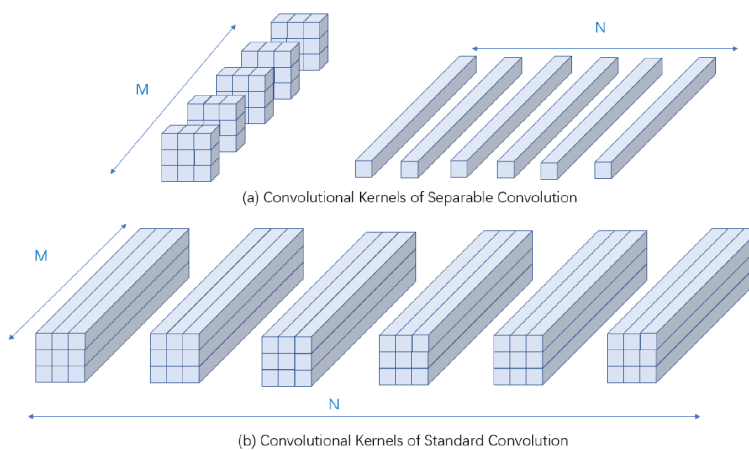 N
M
(a) Convolutional Kernels of Separable Convolution
M
N
(b) Convolutional Kernels of Standard Convolution